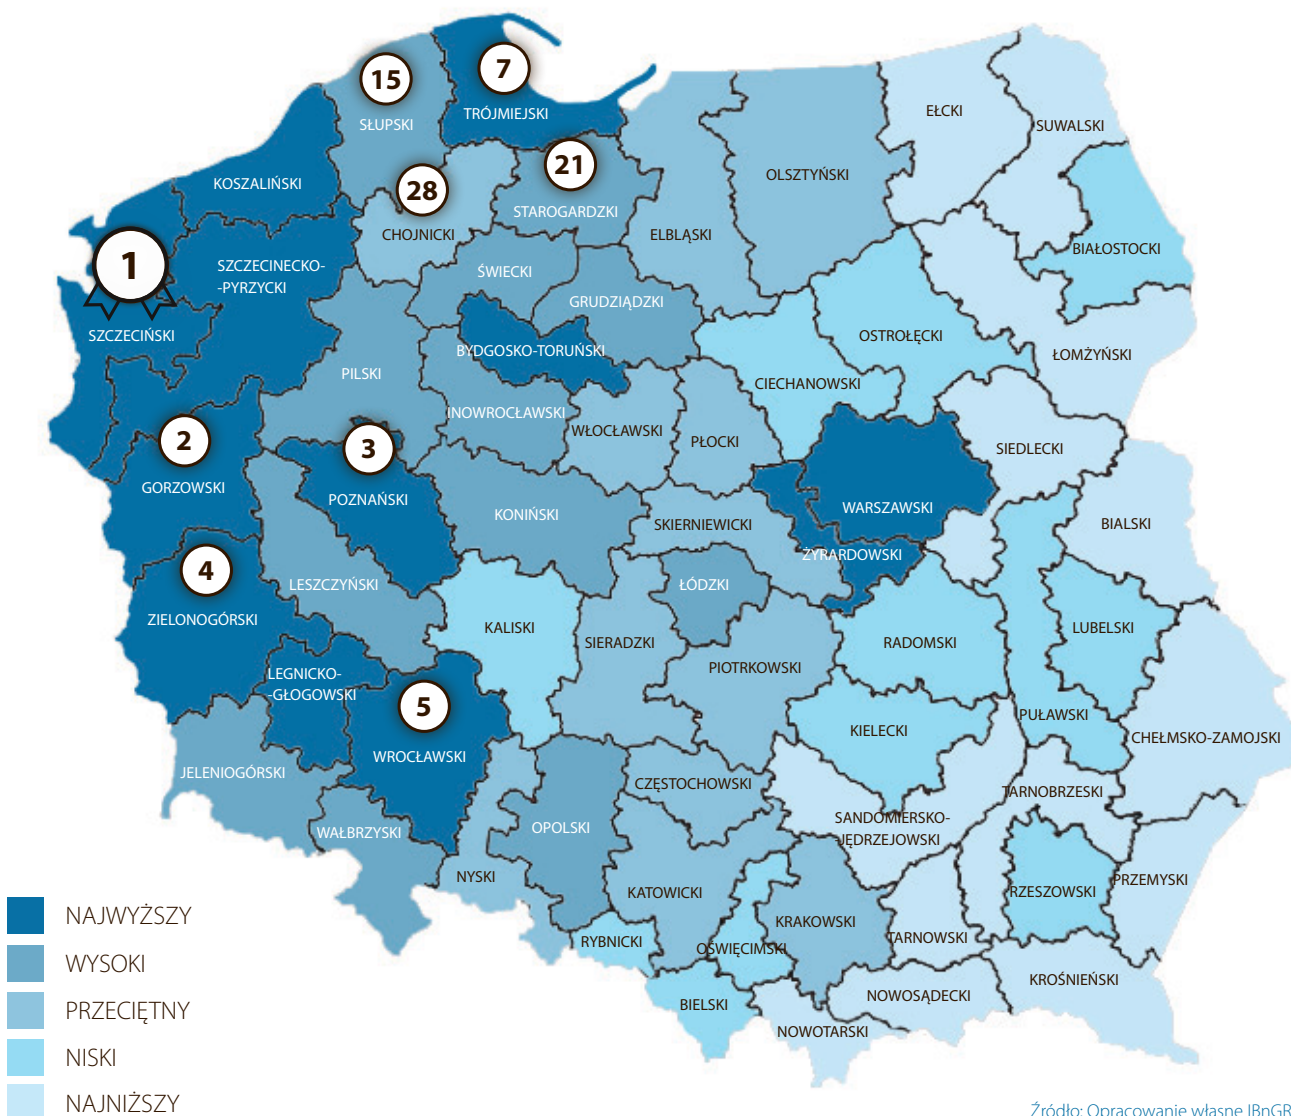 15
7
SŁUPSKI
TRÓJMIEJSKI
EŁCKI
SUWALSKI
KOSZALIŃSKI
28
21
OLSZTYŃSKI
STAROGARDZKI
CHOJNICKI
ELBLĄSKI
BIAŁOSTOCKI
1
SZCZECINECKO-
-PYRZYCKI
ŚWIECKI
GRUDZIĄDZKI
SZCZECIŃSKI
OSTROŁĘCKI
BYDGOSKO-TORUŃSKI
ŁOMŻYŃSKI
PILSKI
CIECHANOWSKI
INOWROCŁAWSKI
WŁOCŁAWSKI
PŁOCKI
2
3
SIEDLECKI
GORZOWSKI
POZNAŃSKI
KONIŃSKI
WARSZAWSKI
SKIERNIEWICKI
BIALSKI
ŻYRARDOWSKI
4
LESZCZYŃSKI
ŁÓDZKI
ZIELONOGÓRSKI
KALISKI
SIERADZKI
RADOMSKI
LUBELSKI
PIOTRKOWSKI
LEGNICKO-
-GŁOGOWSKI
5
PUŁAWSKI
KIELECKI
CHEŁMSKO-ZAMOJSKI
WROCŁAWSKI
JELENIOGÓRSKI
CZĘSTOCHOWSKI
TARNOBRZESKI
SANDOMIERSKO-
-JĘDRZEJOWSKI
WAŁBRZYSKI
OPOLSKI
NYSKI
KATOWICKI
RZESZOWSKI
PRZEMYSKI
KRAKOWSKI
RYBNICKI
OŚWIĘCIMSKI
TARNOWSKI
KROŚNIEŃSKI
BIELSKI
NOWOSĄDECKI
NOWOTARSKI
NAJWYŻSZY
WYSOKI
PRZECIĘTNY
NISKI
NAJNIŻSZY
Źródło: Opracowanie własne IBnGR